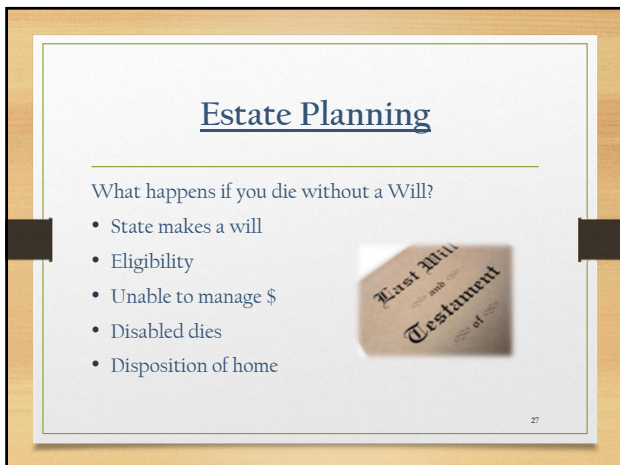 Estate Planning
What happens if you die without a Will?
• State makes a will
• Eligibility
• Unable to manage $
• Disabled dies
• Disposition of home
Last Will
and
Testament
of
27